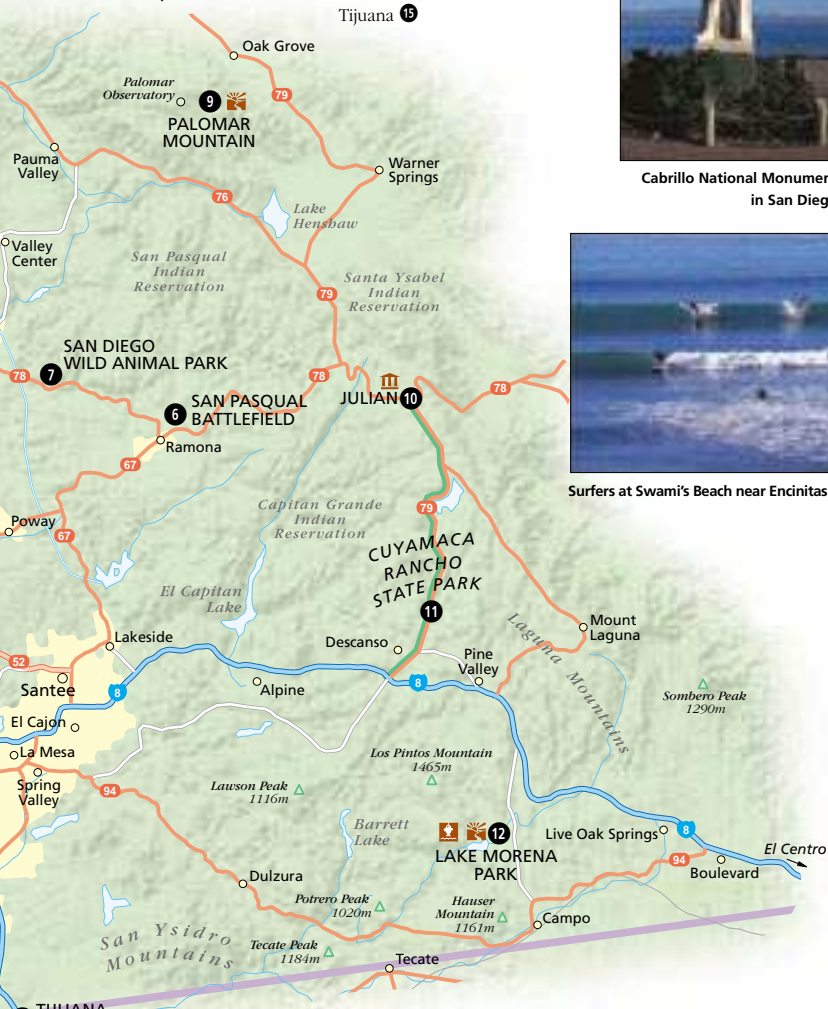 Tijuana 15
Oak Grove
Palomar
Observatory
9
79
PALOMAR
MOUNTAIN
Pauma
Valley
Warner
Springs
76
Lake
Henshaw
Valley
Center
San Pasqual
Indian
Reservation
Santa Ysabel
Indian
Reservation
79
SAN DIEGO
WILD ANIMAL PARK
78
7
78
78
JULIAN 10
6
SAN PASQUAL
BATTLEFIELD
Ramona
67
Capitan Grande
Indian
Reservation
79
Poway
67
CUYAMACA
RANCHO
STATE PARK
11
El Capitan
Lake
Laguna Mountains
Mount
Laguna
Lakeside
Descanso
Pine
Valley
52
Santee
8
Alpine
8
Sombero Peak
1290m
El Cajon
La Mesa
Los Pintos Mountain
1465m
Spring
Valley
94
Lawson Peak
1116m
Barrett
Lake
12
LAKE MORENA
PARK
Live Oak Springs
8
El Centro
94
Boulevard
Dulzura
Potrero Peak
1020m
Hauser
Mountain
1161m
Campo
San Ysidro
Mountains
Tecate Peak
1184m
Tecate
TIJUANA
Cabrillo National Monumen
in San Dieg
Surfers at Swami's Beach near Encinitas